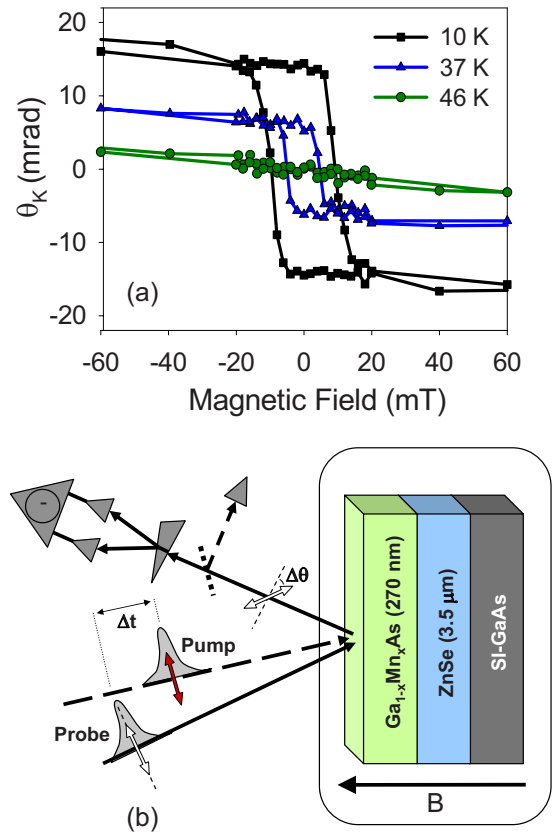 (a)
10 K
37 K
46 K
20
10
0
-10
-20
θK (mrad)
-60 -40 -20 0 20 40 60
Magnetic Field (mT)
-
Δθ
Δt
Pump
Probe
Ga1-xMnxAs (270 nm)
ZnSe (3.5 μm)
SI-GaAs
B
(b)